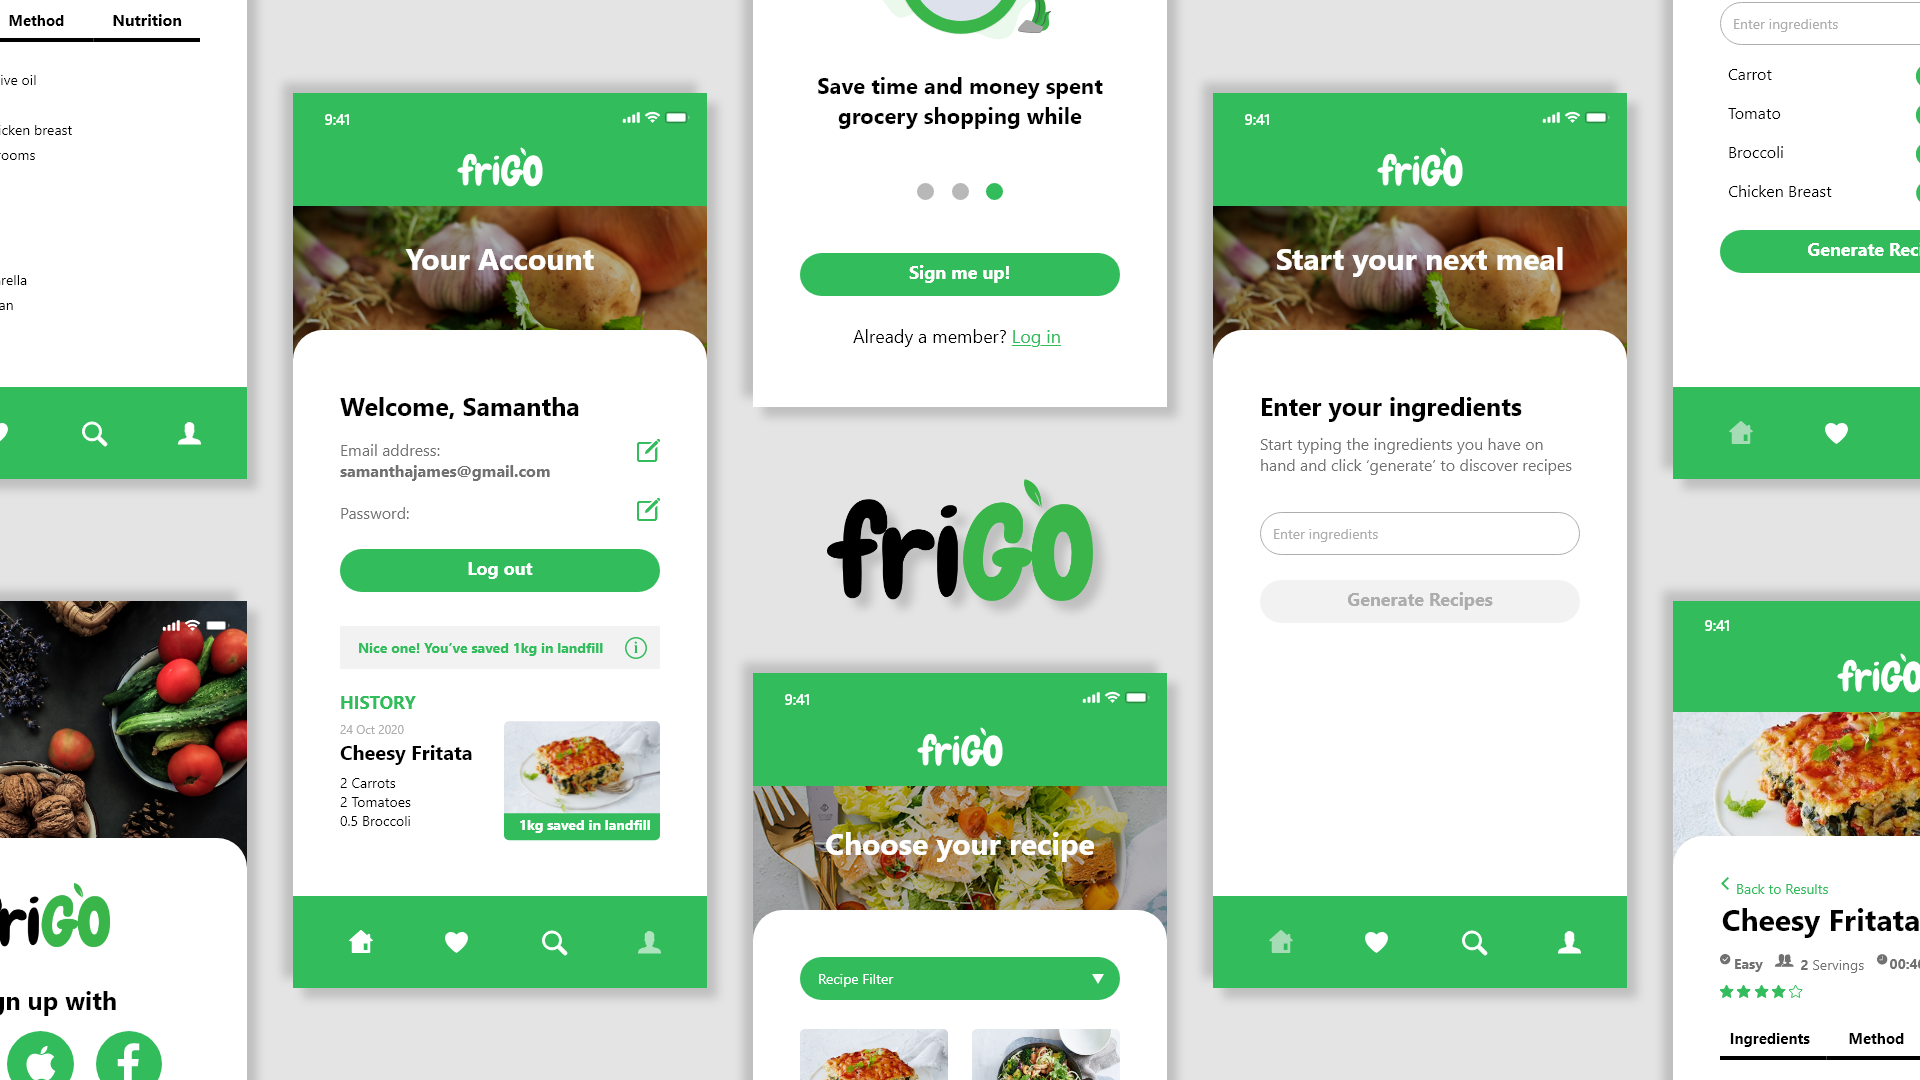 Method Nutrition
ive oil
icken breast
rooms
rella
an
friGO
gn up with
9:41
friGO
Your Account
Welcome, Samantha
Email address:
samanthajames@gmail.com
Password:
Log out
Nice one! You've saved 1kg in landfill
HISTORY
24 Oct 2020
Cheesy Fritata
2 Carrots
2 Tomatoes
0.5 Broccoli
1kg saved in landfill
Save time and money spent
grocery shopping while
Sign me up!
Already a member? Log in
friGO
9:41
friGO
Choose your recipe
Recipe Filter
9:41
friGO
Start your next meal
Enter your ingredients
Start typing the ingredients you have on
hand and click ‘generate’ to discover recipes
Enter ingredients
Generate Recipes
Enter ingredients
Carrot
Tomato
Broccoli
Chicken Breast
Generate Reci
9:41
friGO
Back to Results
Cheesy Fritata
Easy 2 Servings 00:40
Ingredients Method